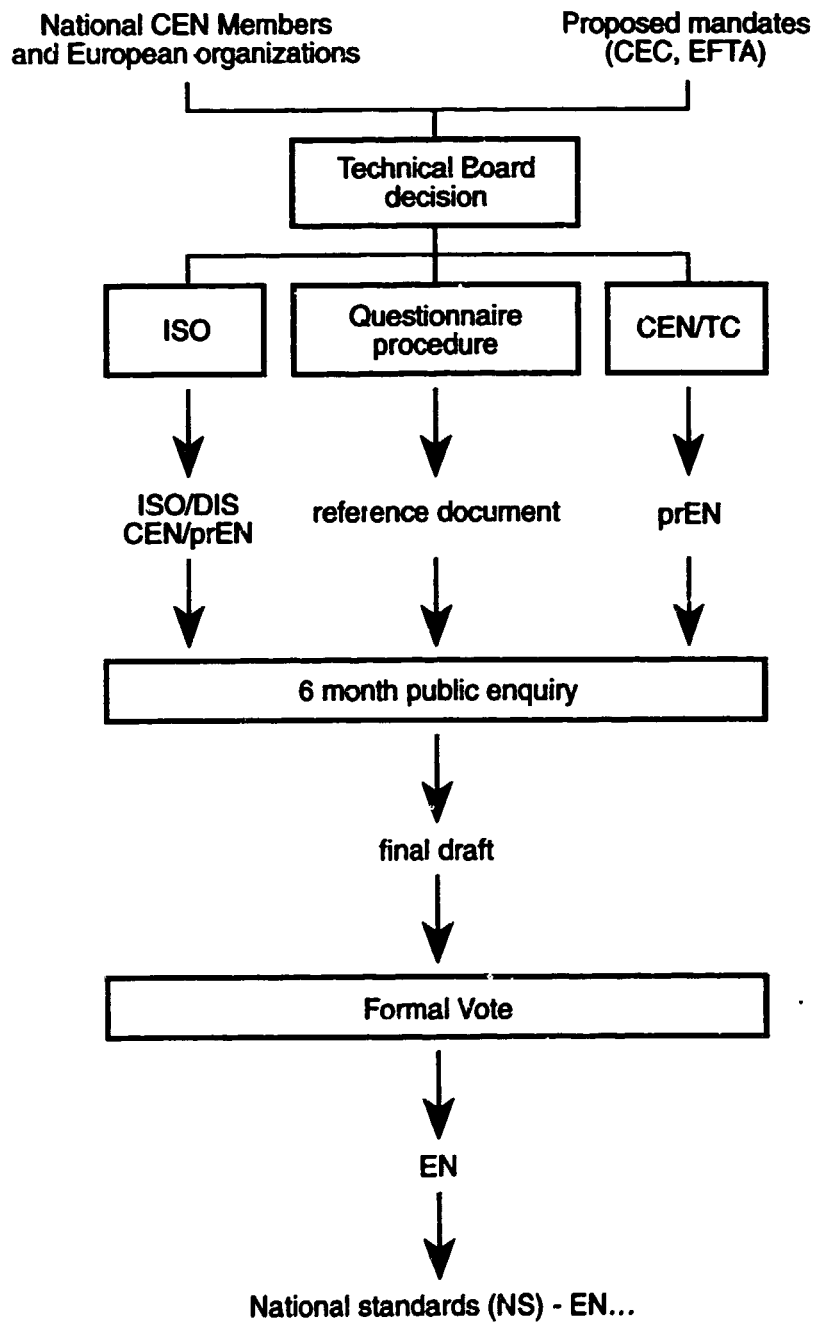 National CEN Members
and European organizations
Proposed mandates
(CEC, EFTA)
Technical Board
decision
ISO
Questionnaire
procedure
CEN/TC
ISO/DIS
CEN/prEN
reference document
prEN
6 month public enquiry
final draft
Formal Vote
EN
National standards (NS) - EN...